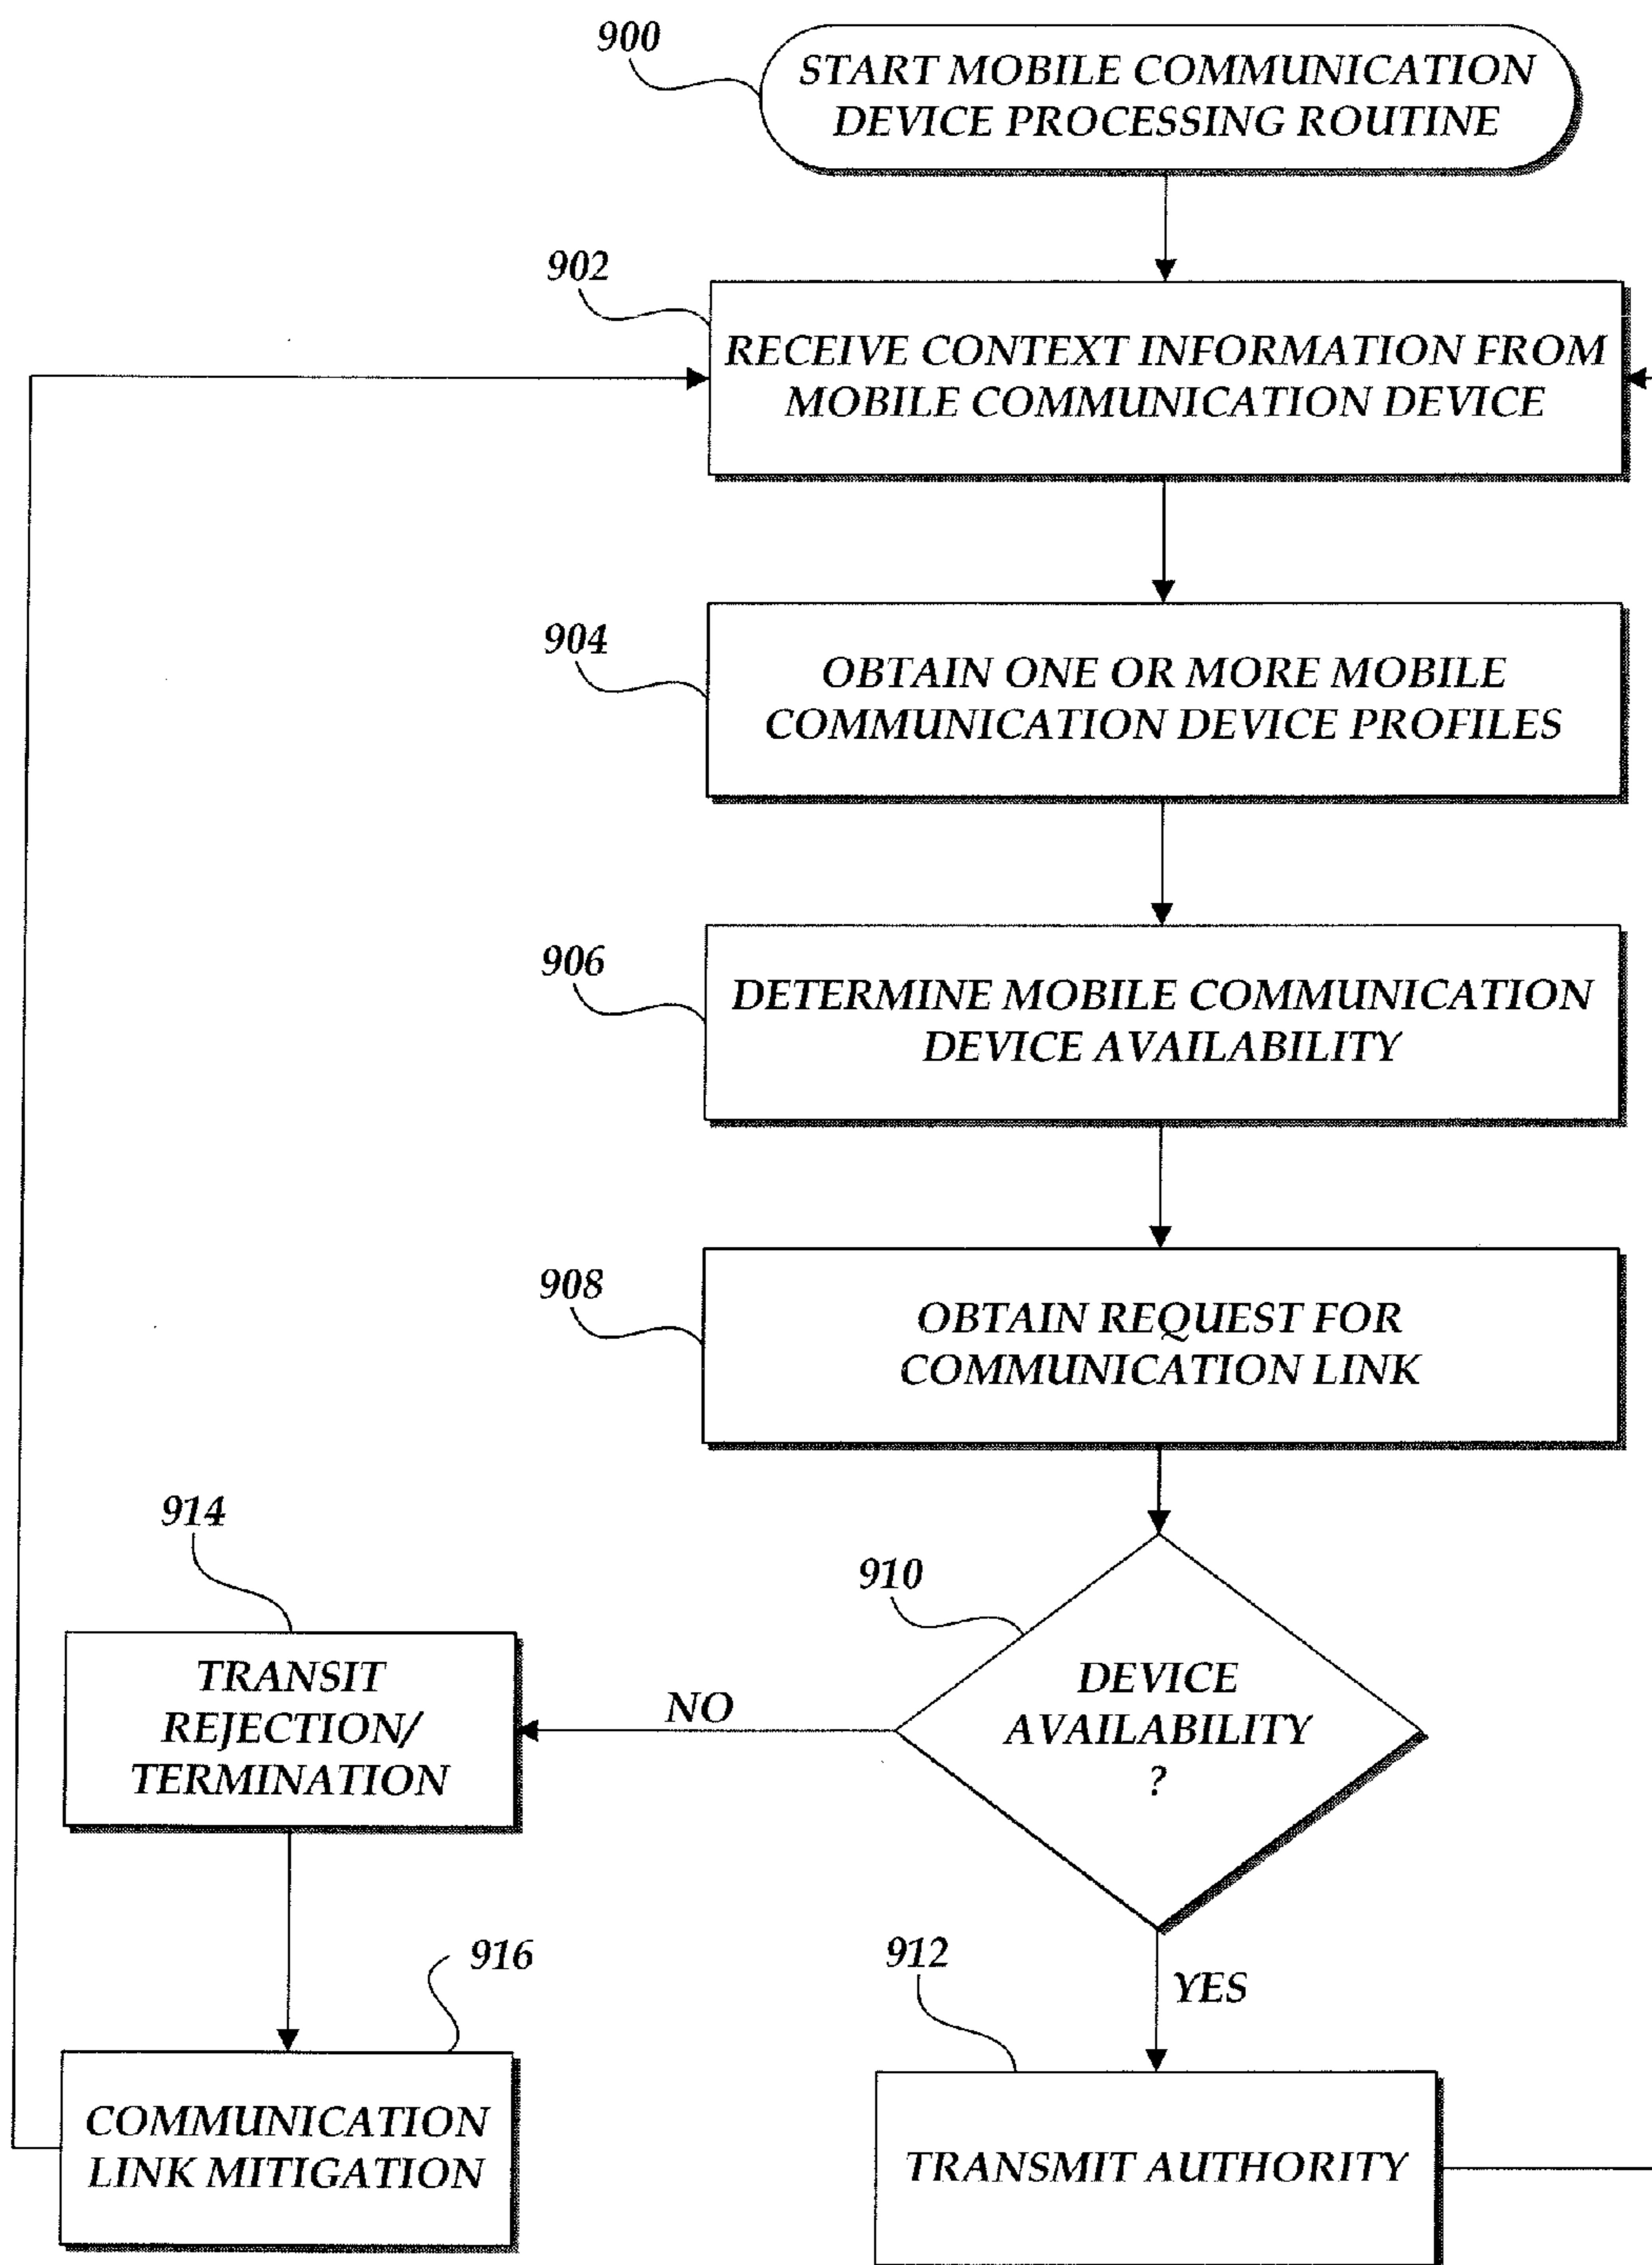 900
START MOBILE COMMUNICATION
DEVICE PROCESSING ROUTINE
902
RECEIVE CONTEXT INFORMATION FROM
MOBILE COMMUNICATION DEVICE
904
OBTAIN ONE OR MORE MOBILE
COMMUNICATION DEVICE PROFILES
906
DETERMINE MOBILE COMMUNICATION
DEVICE AVAILABILITY
908
OBTAIN REQUEST FOR
COMMUNICATION LINK
910
DEVICE
AVAILABILITY
?
NO
914
TRANSIT
REJECTION/
TERMINATION
916
COMMUNICATION
LINK MITIGATION
YES
912
TRANSMIT AUTHORITY